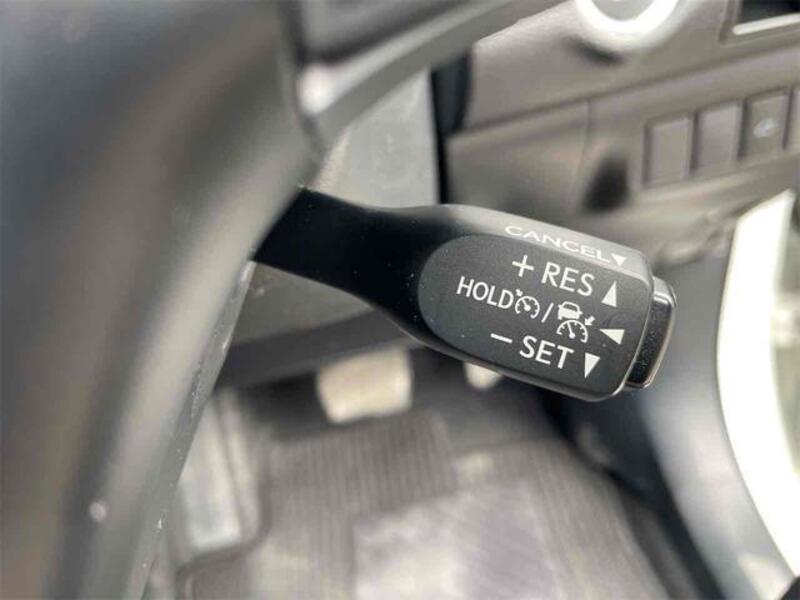 CANCEL▼
+ RES ▲
HOLD / ◀
− SET ▼